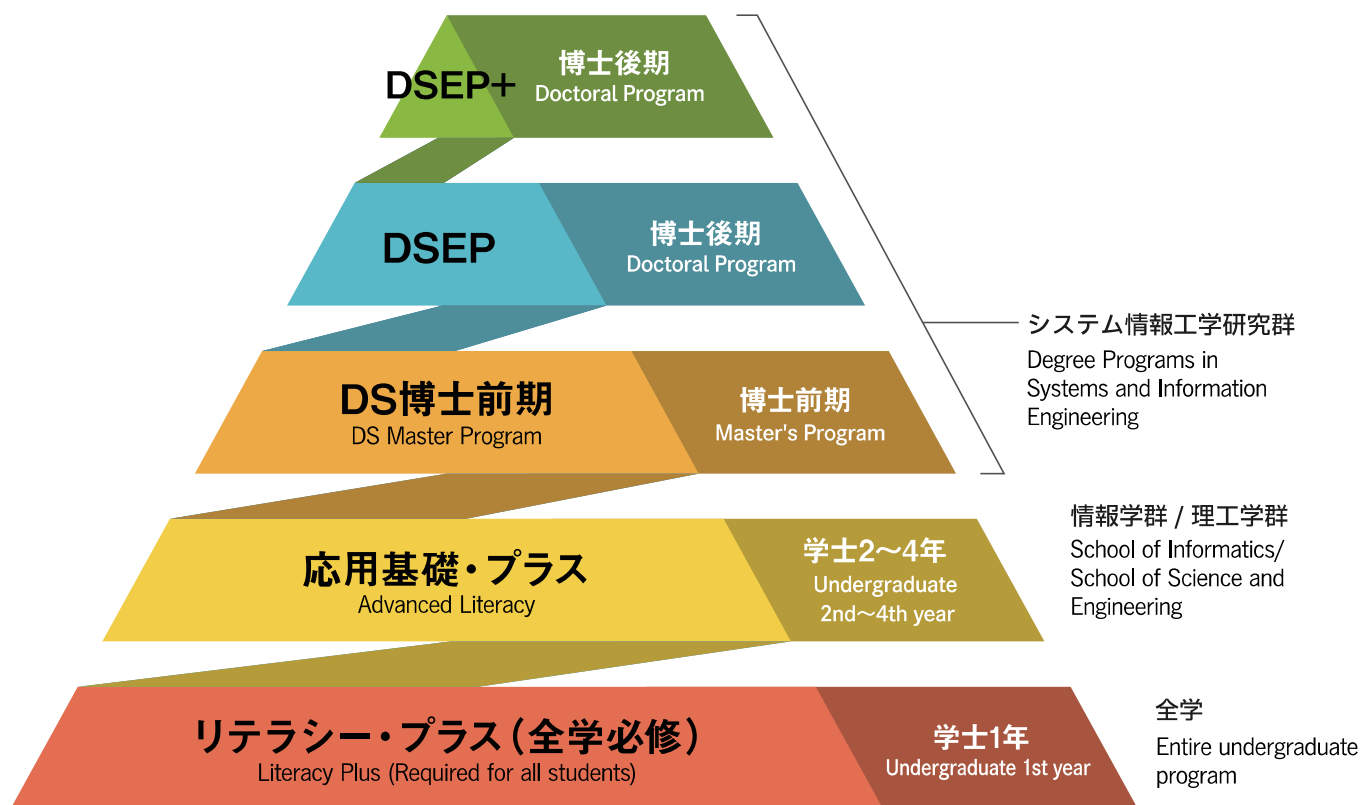 DSEP+
博士後期
Doctoral Program
DSEP
博士後期
Doctoral Program
システム情報工学研究群
Degree Programs in
Systems and Information
Engineering
DS博士前期
DS Master Program
博士前期
Master's Program
応用基礎・プラス
Advanced Literacy
学士2〜4年
Undergraduate
2nd〜4th year
情報学群 / 理工学群
School of Informatics/
School of Science and
Engineering
リテラシー・プラス（全学必修）
Literacy Plus (Required for all students)
学士1年
Undergraduate 1st year
全学
Entire undergraduate
program